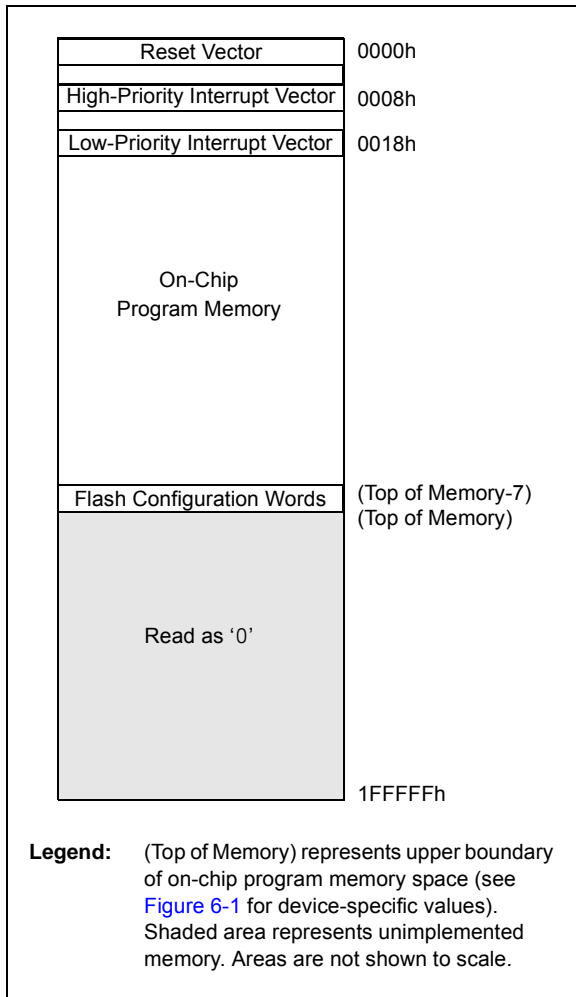 Reset Vector 0000h
High-Priority Interrupt Vector 0008h
Low-Priority Interrupt Vector 0018h
On-Chip
Program Memory
Flash Configuration Words (Top of Memory-7)
(Top of Memory)
Read as ‘0’
1FFFFFh
Legend: (Top of Memory) represents upper boundary
of on-chip program memory space (see
Figure 6-1 for device-specific values).
Shaded area represents unimplemented
memory. Areas are not shown to scale.